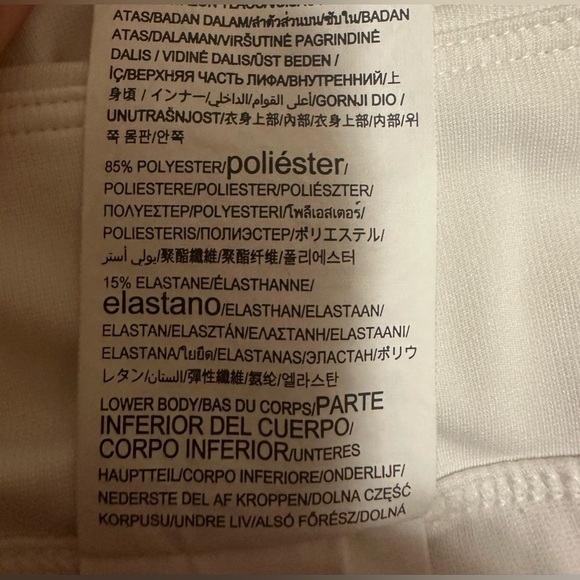 ATAS/BADAN DALAM/ลำตัวส่วนบน/ซับใน/BADAN
ATAS/DALAMAN/VIRŠUTINĖ PAGRINDINĖ
DALIS / VIDINĖ DALIS/ÜST BEDEN /
İÇ/ВЕРХНЯЯ ЧАСТЬ ЛИФА/ВНУТРЕННИЙ/上
身頃 / インナー/أعلى القوام/الداخلي/GORNJI DIO /
UNUTRAŠNJOST/衣身上部/內部/衣身上部/内部/위
쪽 몸판/안쪽
85% POLYESTER/poliéster/
POLIESTERE/POLIESTER/POLIÉSZTER/
ΠΟΛΥΕΣΤΕΡ/POLYESTERI/โพลีเอสเตอร์/
POLIESTERIS/ПОЛИЭСТЕР/ポリエステル/
بولي أستر/聚酯纖維/聚酯纤维/폴리에스터
15% ELASTANE/ÉLASTHANNE/
elastano/ELASTHAN/ELASTAAN/
ELASTAN/ELASZTÁN/ΕΛΑΣΤΑΝΗ/ELASTAANI/
ELASTANA/ใยยืด/ELASTANAS/ЭЛАСТАН/ポリウ
レタン/الستان/彈性纖維/氨纶/엘라스탄
LOWER BODY/BAS DU CORPS/PARTE
INFERIOR DEL CUERPO/
CORPO INFERIOR/UNTERES
HAUPTTEIL/CORPO INFERIORE/ONDERLIJF/
NEDERSTE DEL AF KROPPEN/DOLNA CZĘŚĆ
KORPUSU/UNDRE LIV/ALSÓ FŐRÉSZ/DOLNÁ